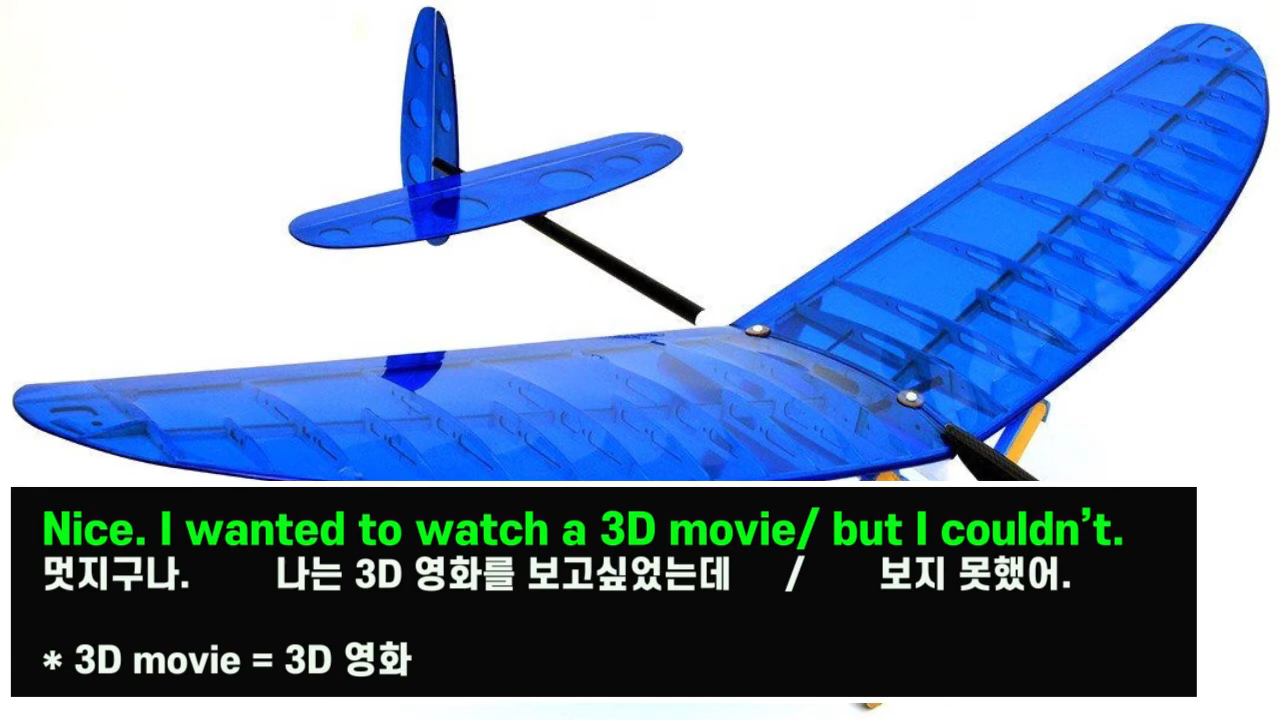 Nice. I wanted to watch a 3D movie/ but I couldn't.
멋지구나. 나는 3D 영화를 보고싶었는데 / 보지 못했어.
* 3D movie = 3D 영화